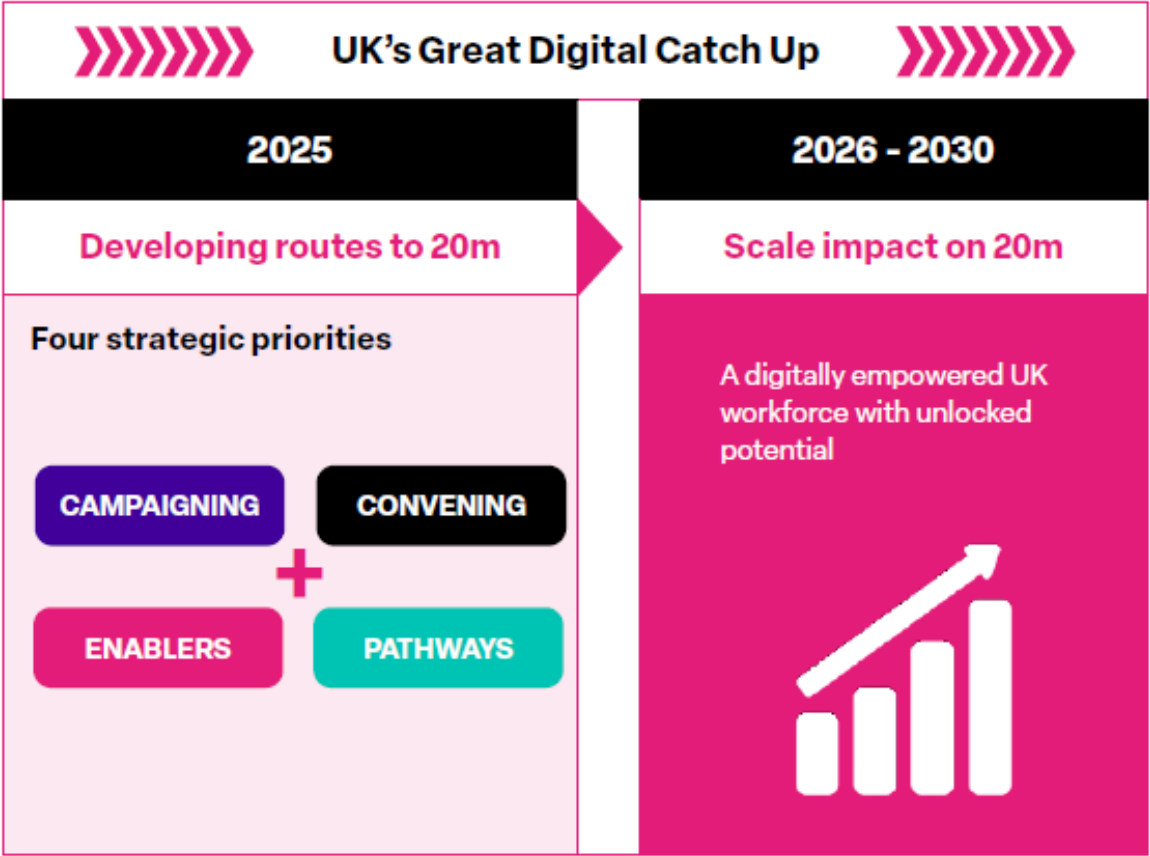 UK’s Great Digital Catch Up
2025
2026 - 2030
Developing routes to 20m
Scale impact on 20m
Four strategic priorities
CAMPAIGNING
CONVENING
+
ENABLERS
PATHWAYS
A digitally empowered UK
workforce with unlocked
potential